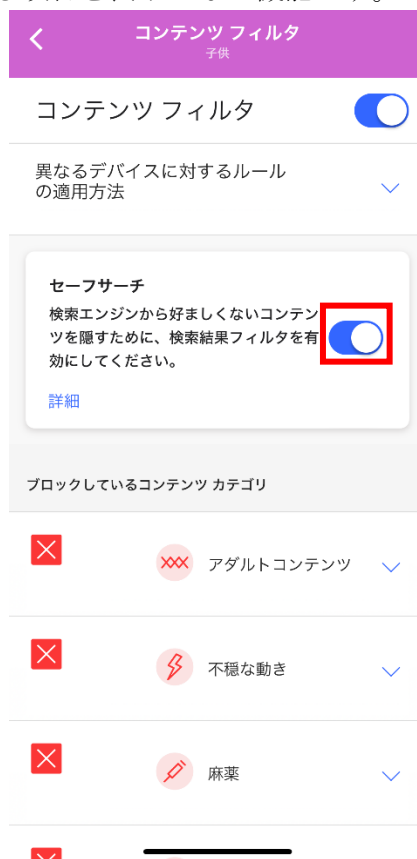 コンテンツ フィルタ
子供
コンテンツ フィルタ
異なるデバイスに対するルール
の適用方法
セーフサーチ
検索エンジンから好ましくないコンテン
ツを隠すために、検索結果フィルタを有
効にしてください。
詳細
ブロックしているコンテンツ カテゴリ
アダルトコンテンツ
不穏な動き
麻薬